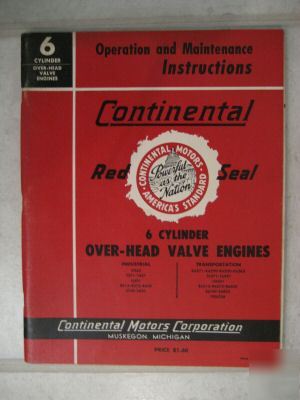 6
CYLINDER
OVER-HEAD
VALVE
ENGINES
Operation and Maintenance
Instructions
Continental
Red Seal
CONTINENTAL MOTORS
Powerful
as the
Nation
AMERICA'S STANDARD
6 CYLINDER
OVER-HEAD VALVE ENGINES
INDUSTRIAL
TRANSPORTATION
Continental Motors Corporation
MUSKEGON, MICHIGAN
PRICE $1.00